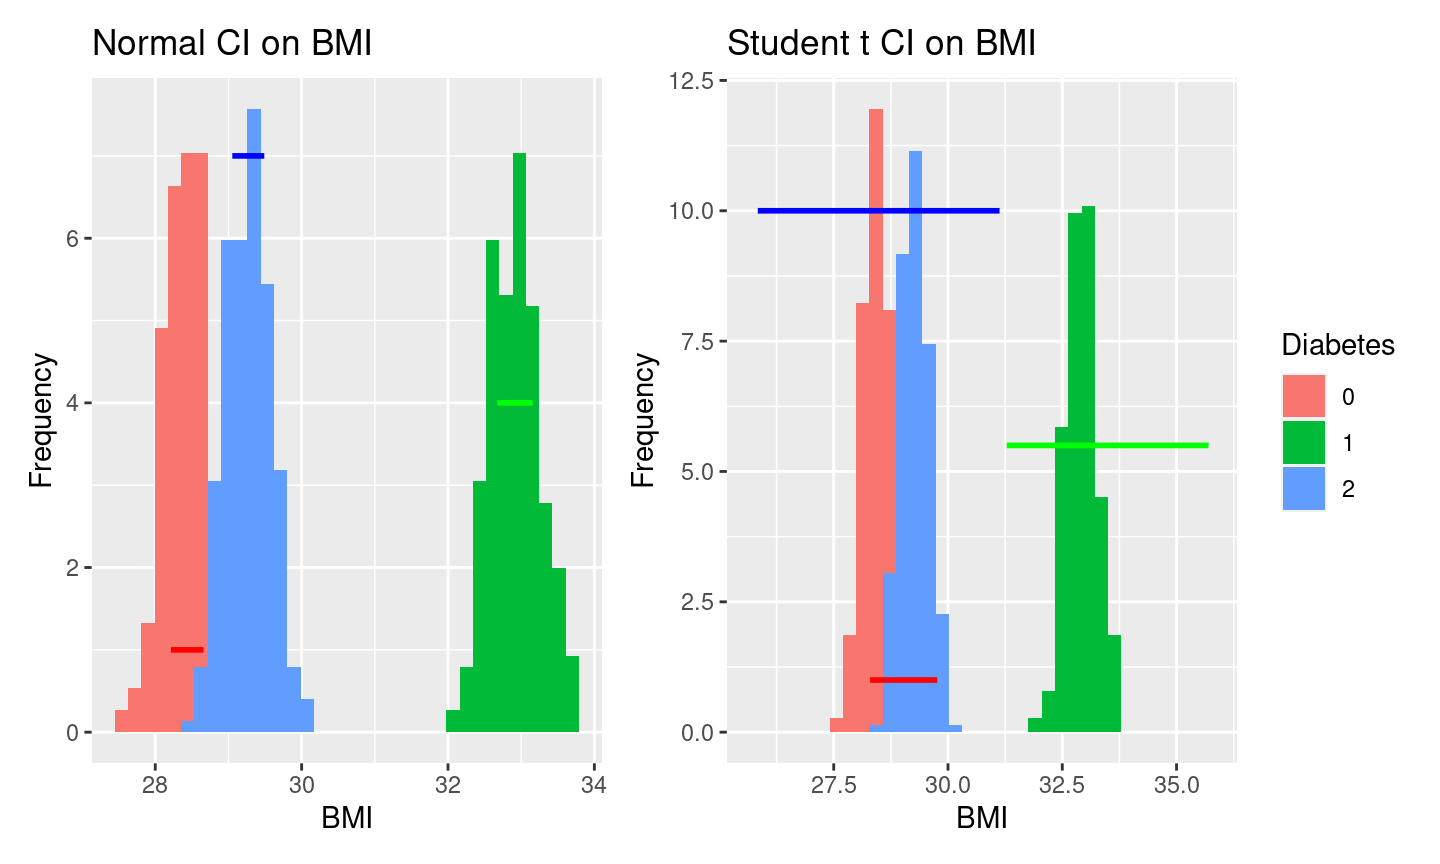 Normal CI on BMI
Frequency
6
4
2
0
28 30 32 34
BMI
Student t CI on BMI
Frequency
12.5
10.0
7.5
5.0
2.5
0.0
27.5 30.0 32.5 35.0
BMI
Diabetes
0
1
2